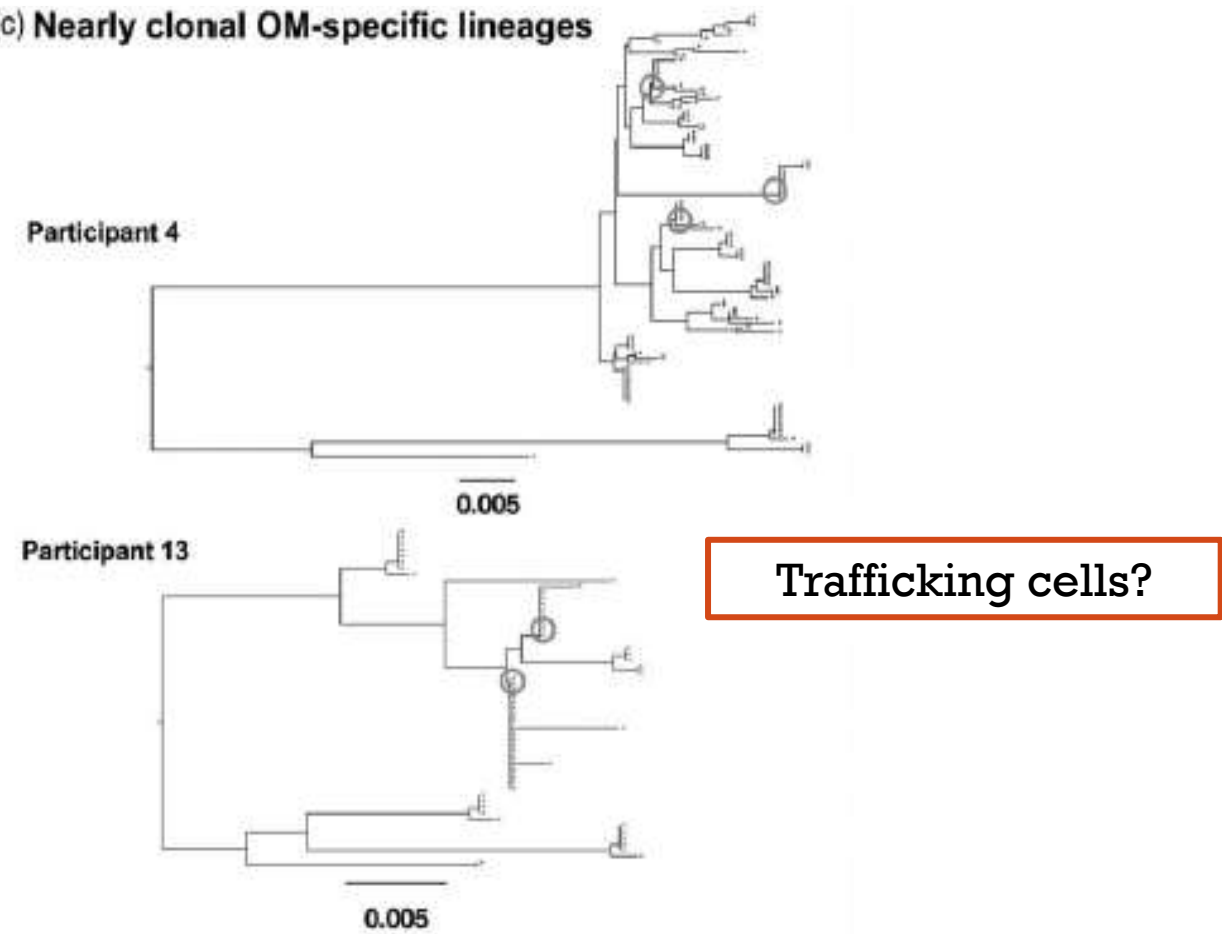 c) Nearly clonal OM-specific lineages
Participant 4
0.005
Participant 13
Trafficking cells?
0.005